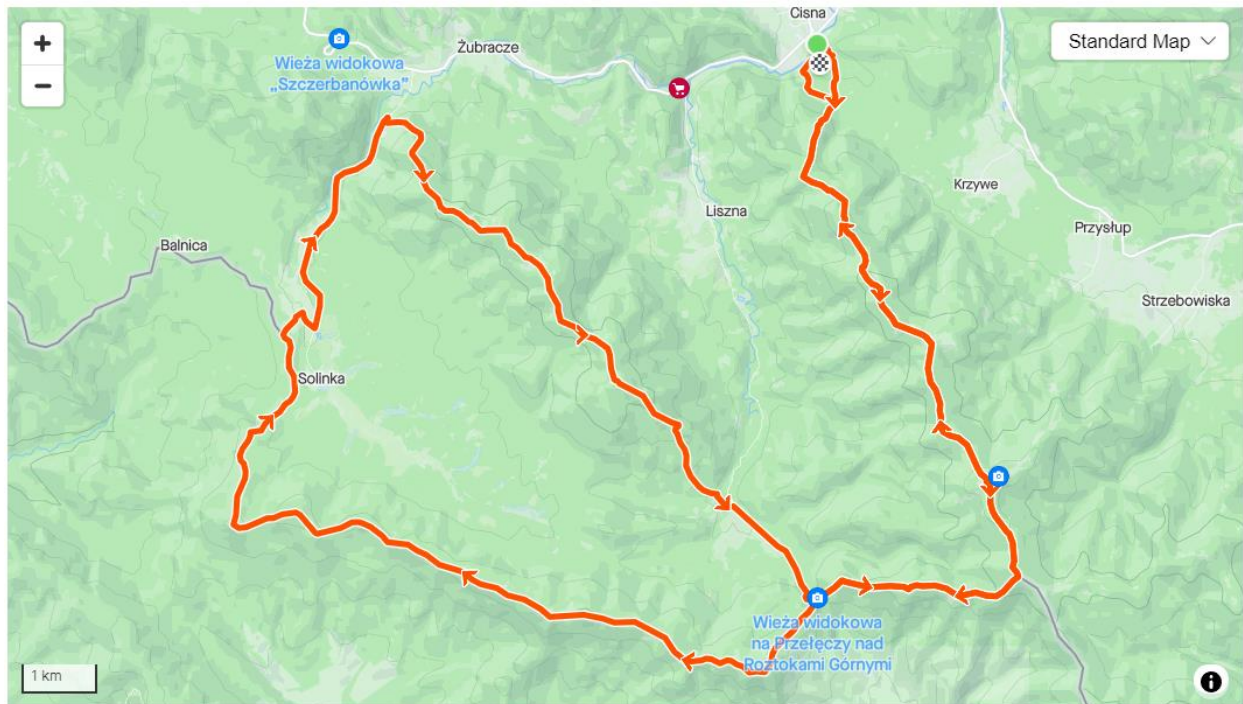 Cisna
Standard Map
+
−
Żubracze
Wieża widokowa
„Szczerbanówka”
Krzywe
Liszna
Przysłup
Balnica
Strzebowiska
Solinka
Wieża widokowa
na Przełęczy nad
Roztokami Górnymi
1 km
i